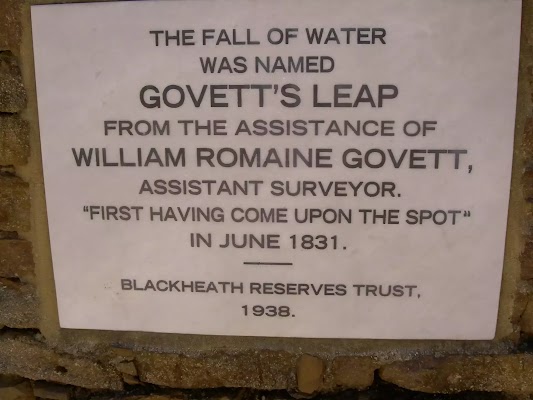 THE FALL OF WATER
WAS NAMED
GOVETT'S LEAP
FROM THE ASSISTANCE OF
WILLIAM ROMAINE GOVETT,
ASSISTANT SURVEYOR.
"FIRST HAVING COME UPON THE SPOT"
IN JUNE 1831.
BLACKHEATH RESERVES TRUST,
1938.